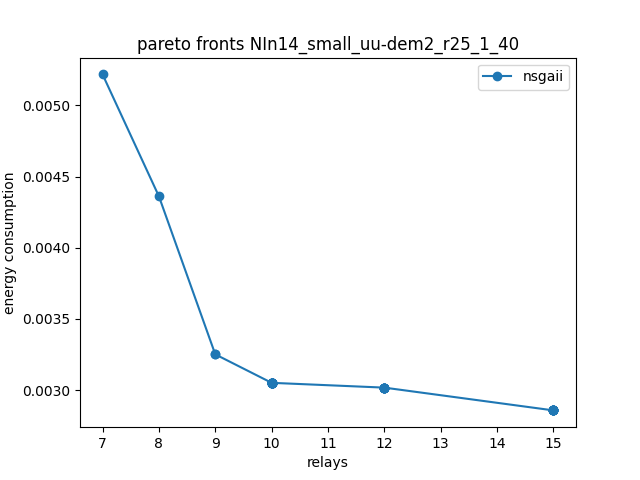 pareto fronts NIn14_small_uu-dem2_r25_1_40
nsgaii
energy consumption
0.0050
0.0045
0.0040
0.0035
0.0030
7 8 9 10 11 12 13 14 15
relays